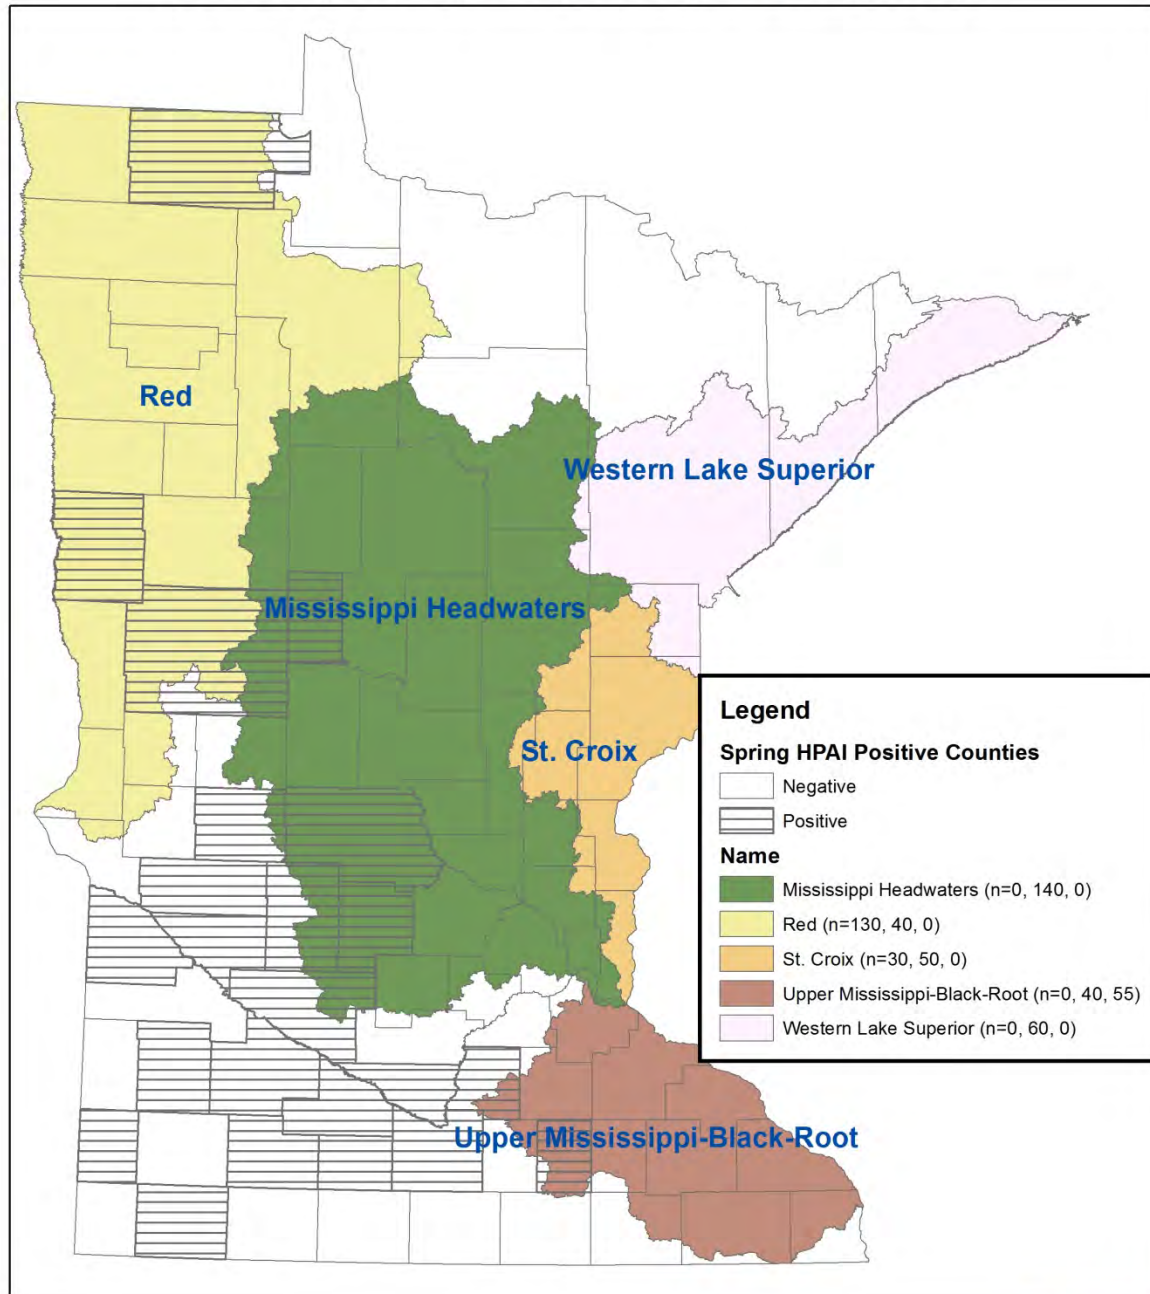 Red
Western Lake Superior
Mississippi Headwaters
St. Croix
Upper Mississippi-Black-Root
Legend
Spring HPAI Positive Counties
Negative
Positive
Name
Mississippi Headwaters (n=0, 140, 0)
Red (n=130, 40, 0)
St. Croix (n=30, 50, 0)
Upper Mississippi-Black-Root (n=0, 40, 55)
Western Lake Superior (n=0, 60, 0)